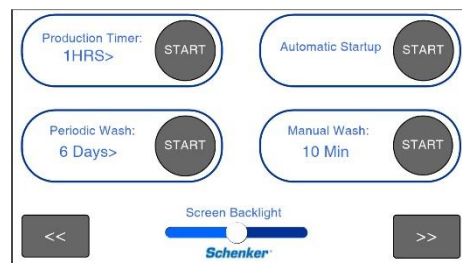 Production Timer:
1HRS>
START
Automatic Startup
START
Periodic Wash:
6 Days>
START
Manual Wash:
10 Min
START
<<
Screen Backlight
Schenker
>>